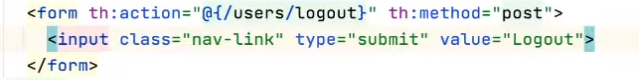 <form th:action="@{/users/logout}" th:method="post">
<input class="nav-link" type="submit" value="Logout">
</form>